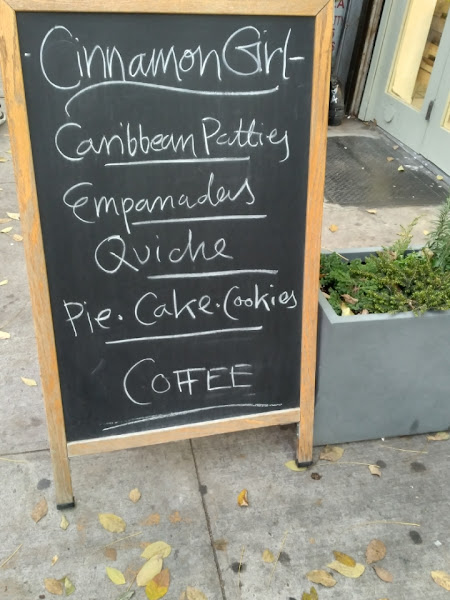 Cinnamon Girl
Caribbean Patties
Empanadas
Quiche
Pie. Cake. Cookies
COFFEE